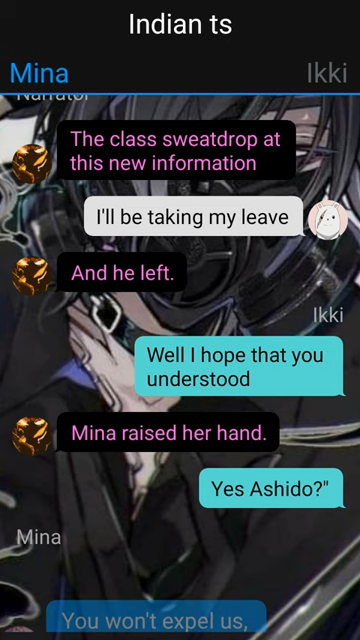 Indian ts
Mina
Ikki
Narrator
The class sweatdrop at
this new information
I'll be taking my leave
And he left.
Ikki
Well I hope that you
understood
Mina raised her hand.
Yes Ashido?"
Mina
You won't expel us,